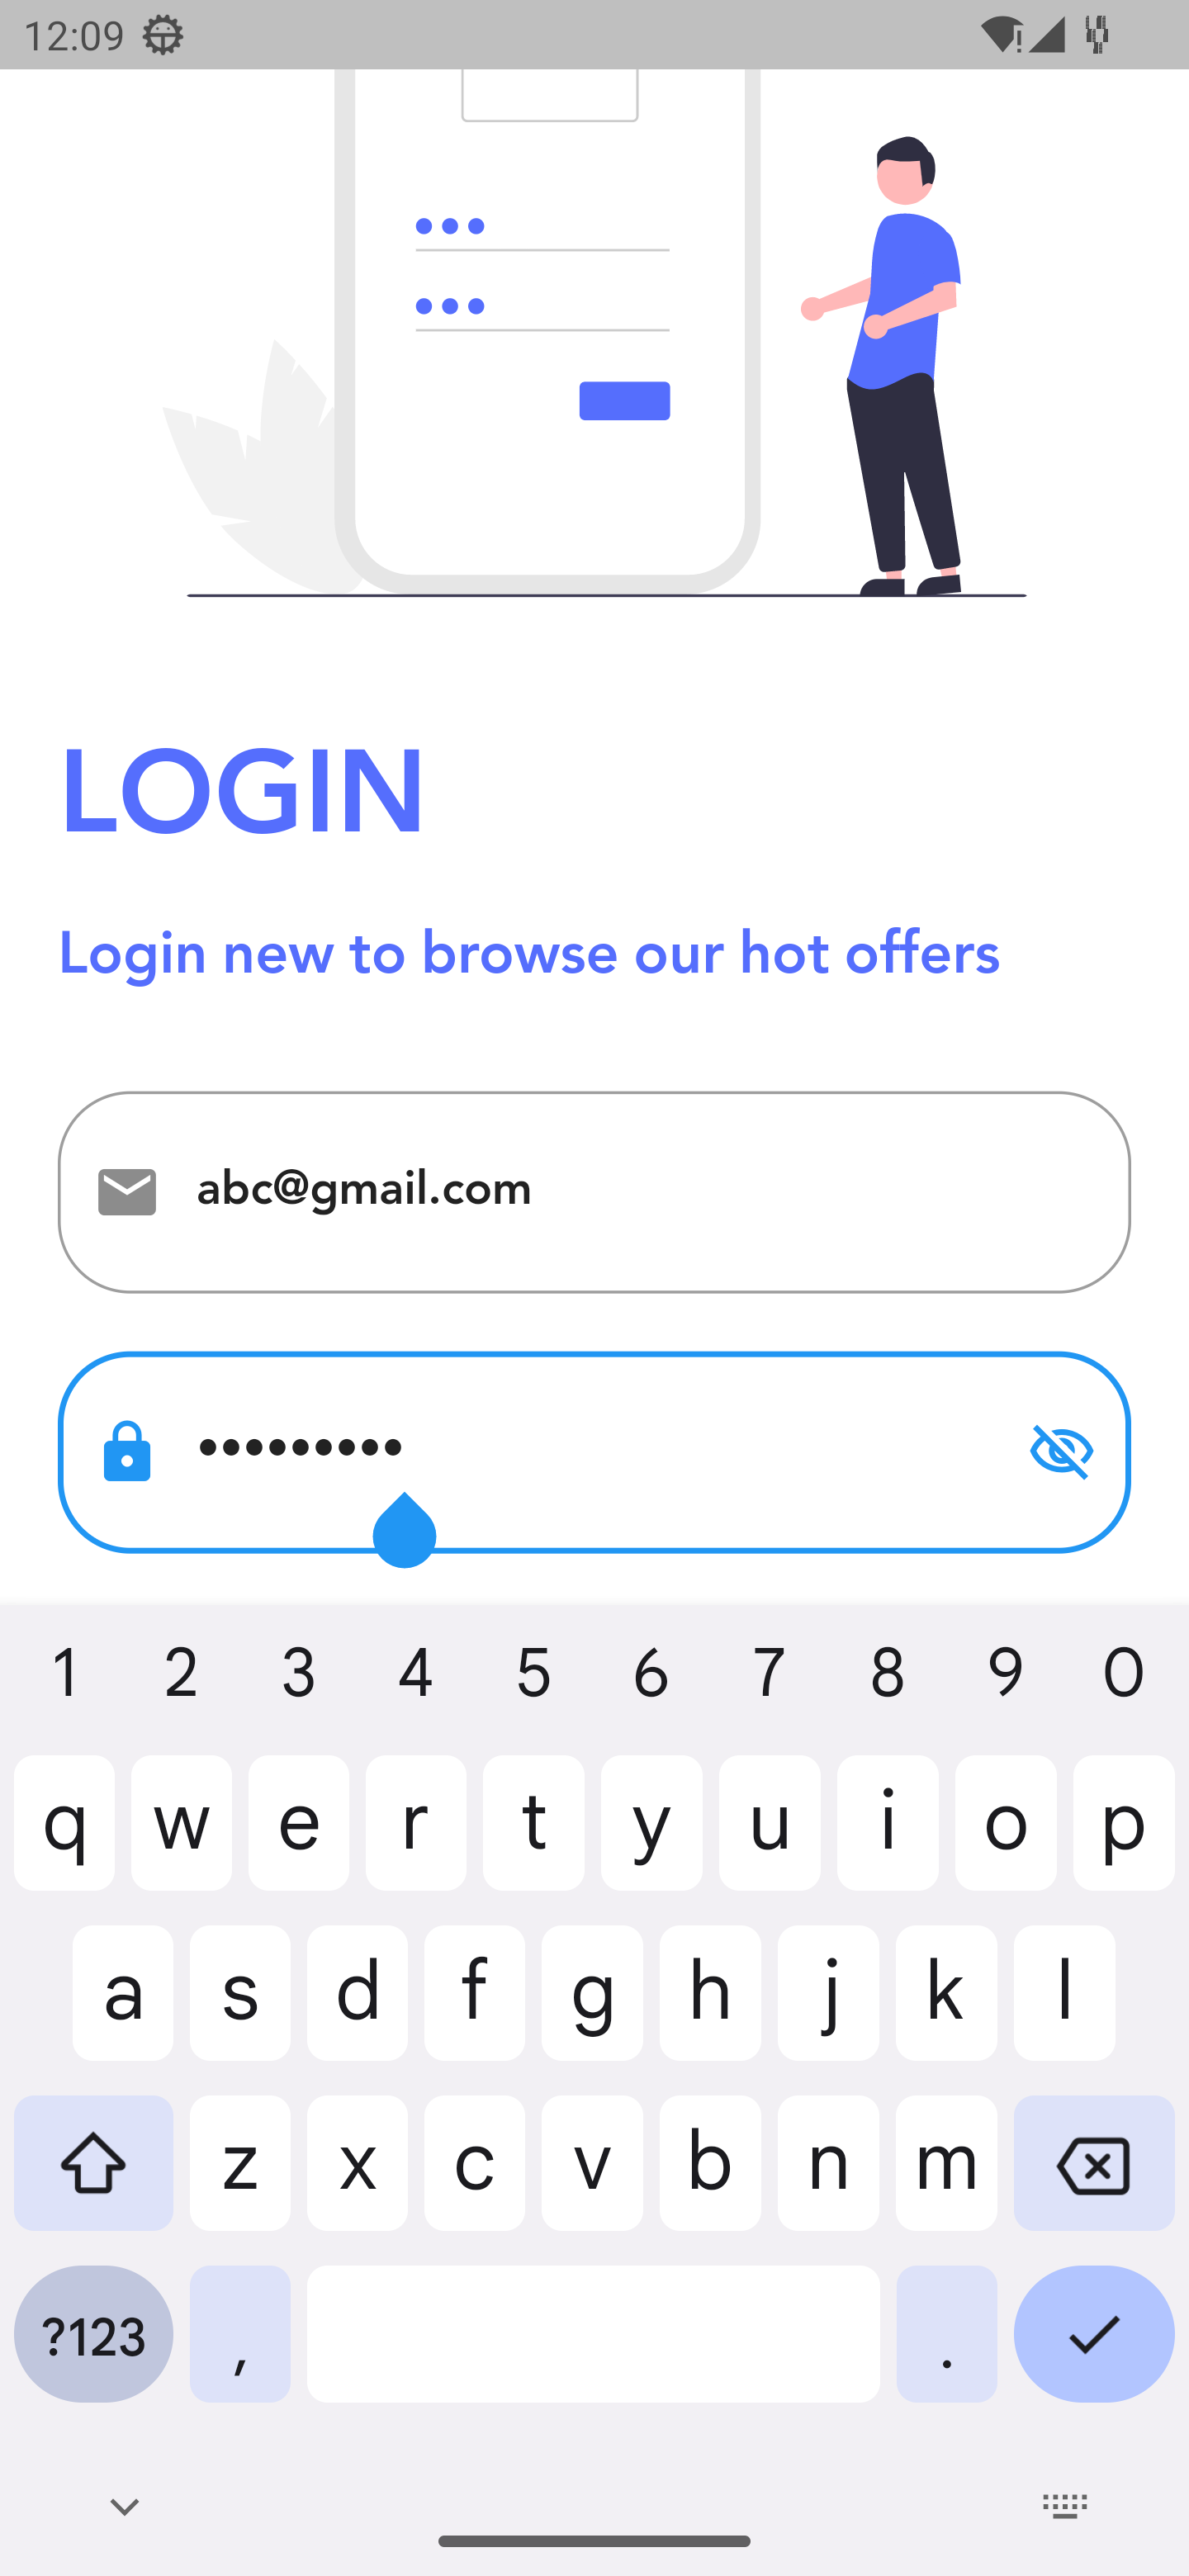 12:09
LOGIN
Login new to browse our hot offers
abc@gmail.com
•••••••••
1 2 3 4 5 6 7 8 9 0
q w e r t y u i o p
a s d f g h j k l
z x c v b n m
?123 , .